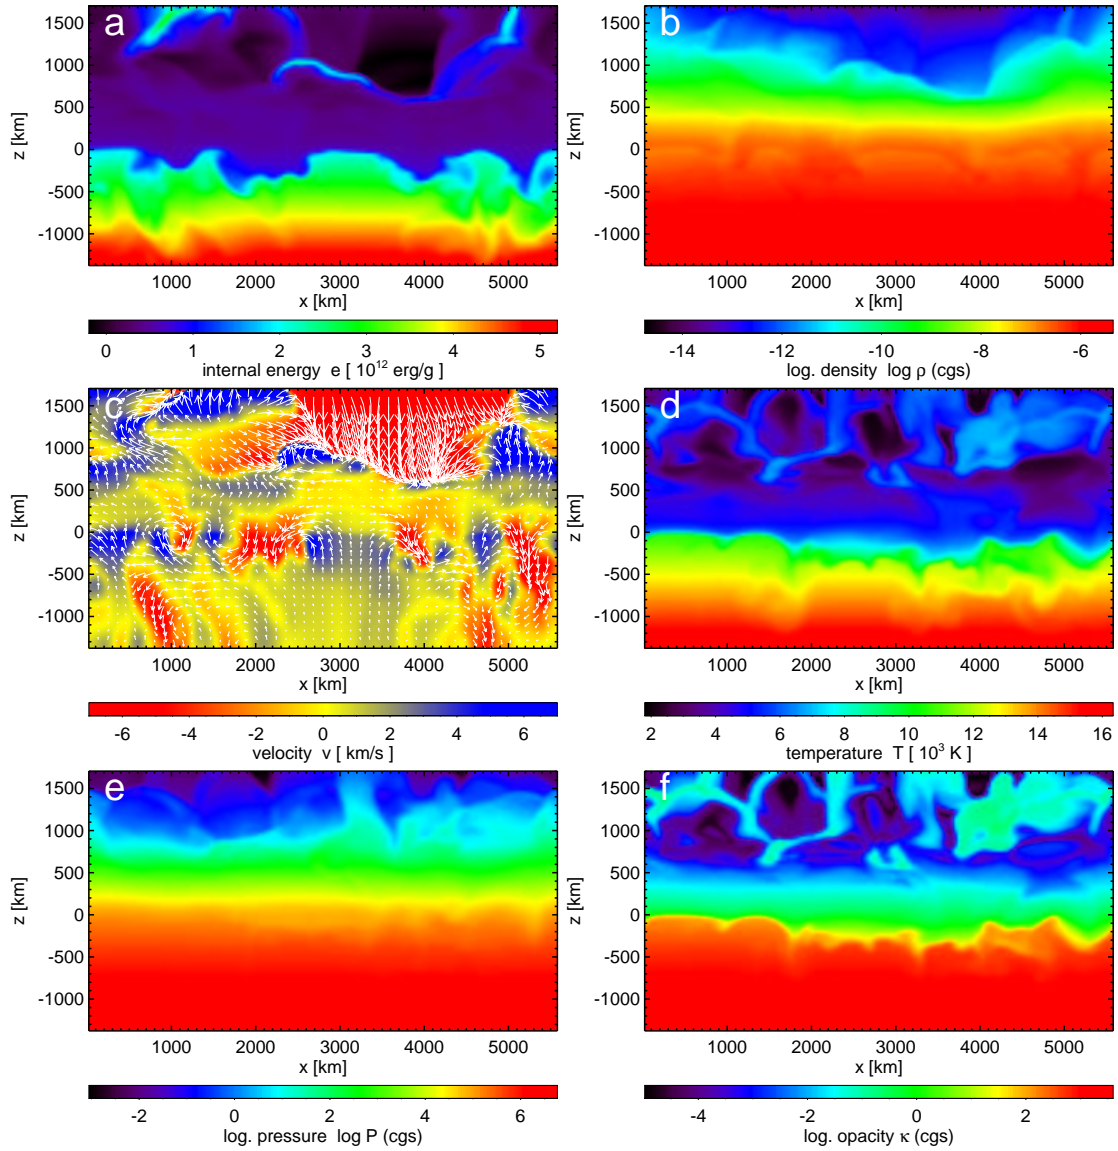 a
b
1500
1000
500
0
-500
-1000
z [km]
1000 2000 3000 4000 5000
x [km]
1500
1000
500
0
-500
-1000
z [km]
1000 2000 3000 4000 5000
x [km]
0 1 2 3 4 5
internal energy e [ 10¹² erg/g ]
-14 -12 -10 -8 -6
log. density log ρ (cgs)
c
d
1500
1000
500
0
-500
-1000
z [km]
1000 2000 3000 4000 5000
x [km]
1500
1000
500
0
-500
-1000
z [km]
1000 2000 3000 4000 5000
x [km]
-6 -4 -2 0 2 4 6
velocity v [ km/s ]
2 4 6 8 10 12 14 16
temperature T [ 10³ K ]
e
f
1500
1000
500
0
-500
-1000
z [km]
1000 2000 3000 4000 5000
x [km]
1500
1000
500
0
-500
-1000
z [km]
1000 2000 3000 4000 5000
x [km]
-2 0 2 4 6
log. pressure log P (cgs)
-4 -2 0 2
log. opacity κ (cgs)